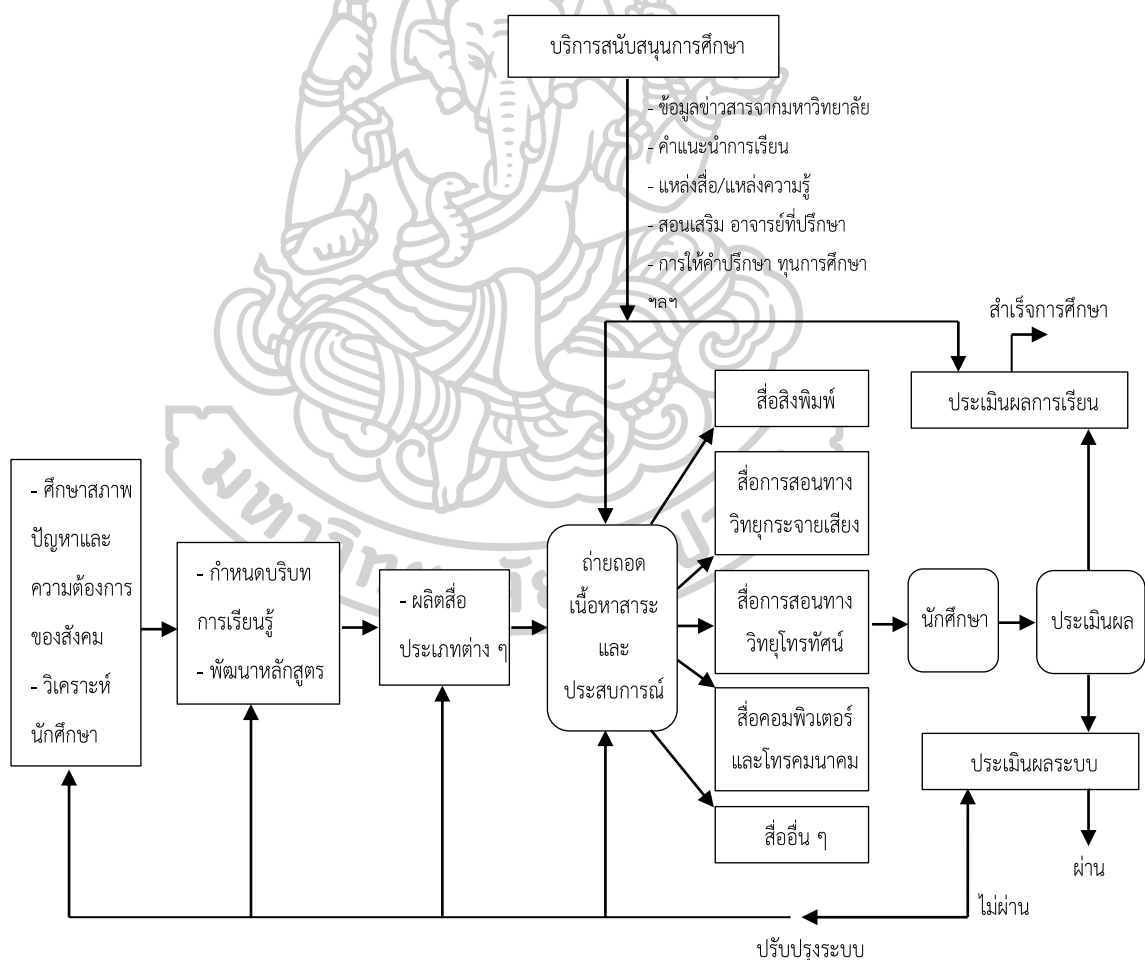 บริการสนับสนุนการศึกษา
- ข้อมูลข่าวสารจากมหาวิทยาลัย
- คำแนะนำการเรียน
- แหล่งสื่อ/แหล่งความรู้
- สอนเสริม อาจารย์ที่ปรึกษา
- การให้คำปรึกษา ทุนการศึกษา
ฯลฯ
สำเร็จการศึกษา
ประเมินผลการเรียน
- ศึกษาสภาพ
ปัญหาและ
ความต้องการ
ของสังคม
- วิเคราะห์
นักศึกษา
- กำหนดบริบท
การเรียนรู้
- พัฒนาหลักสูตร
- ผลิตสื่อ
ประเภทต่าง ๆ
ถ่ายถอด
เนื้อหาสาระ
และ
ประสบการณ์
สื่อสิงพิมพ์
สื่อการสอนทาง
วิทยุกระจายเสียง
สื่อการสอนทาง
วิทยุโทรทัศน์
สื่อคอมพิวเตอร์
และโทรคมนาคม
สื่ออื่น ๆ
นักศึกษา
ประเมินผล
ประเมินผลระบบ
ผ่าน
ไม่ผ่าน
ปรับปรุงระบบ